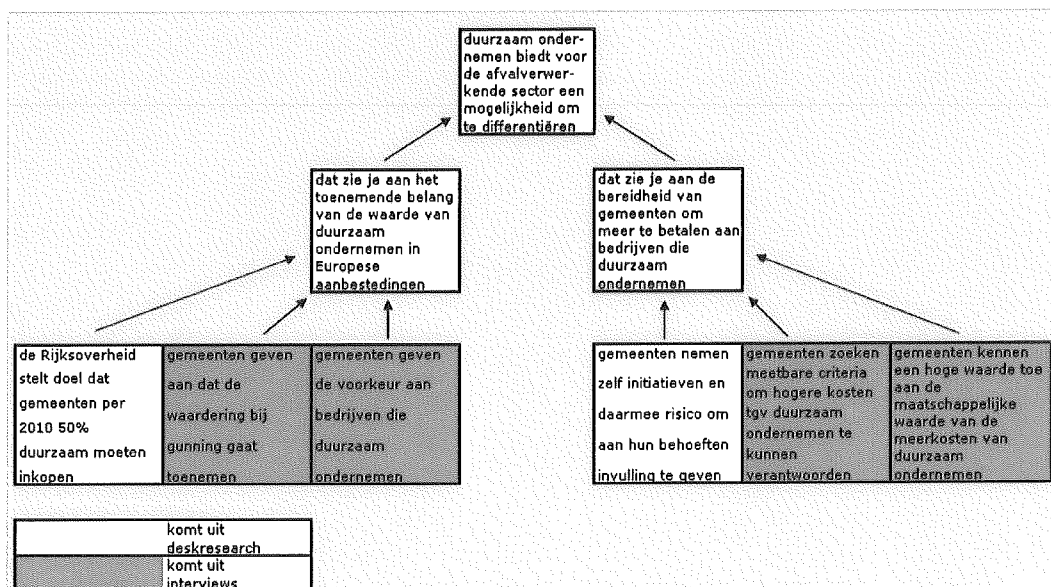 duurzaam onder-
nemen biedt voor
de afvalverwer-
kende sector een
mogelijkheid om
te differentiëren
dat zie je aan het
toenemende belang
van de waarde van
duurzaam
ondernemen in
Europese
aanbestedingen
dat zie je aan de
bereidheid van
gemeenten om
meer te betalen aan
bedrijven die
duurzaam
ondernemen
de Rijksoverheid
stelt doel dat
gemeenten per
2010 50%
duurzaam moeten
inkopen
gemeenten geven
aan dat de
waardering bij
gunning gaat
toenemen
gemeenten geven
de voorkeur aan
bedrijven die
duurzaam
ondernemen
gemeenten nemen
zelf initiatieven en
daarmee risico om
aan hun behoeften
invulling te geven
gemeenten zoeken
meetbare criteria
om hogere kosten
tgv duurzaam
ondernemen te
kunnen
verantwoorden
gemeenten kennen
een hoge waarde toe
aan de
maatschappelijke
waarde van de
meerkosten van
duurzaam
ondernemen
komt uit
deskresearch
komt uit
interviews